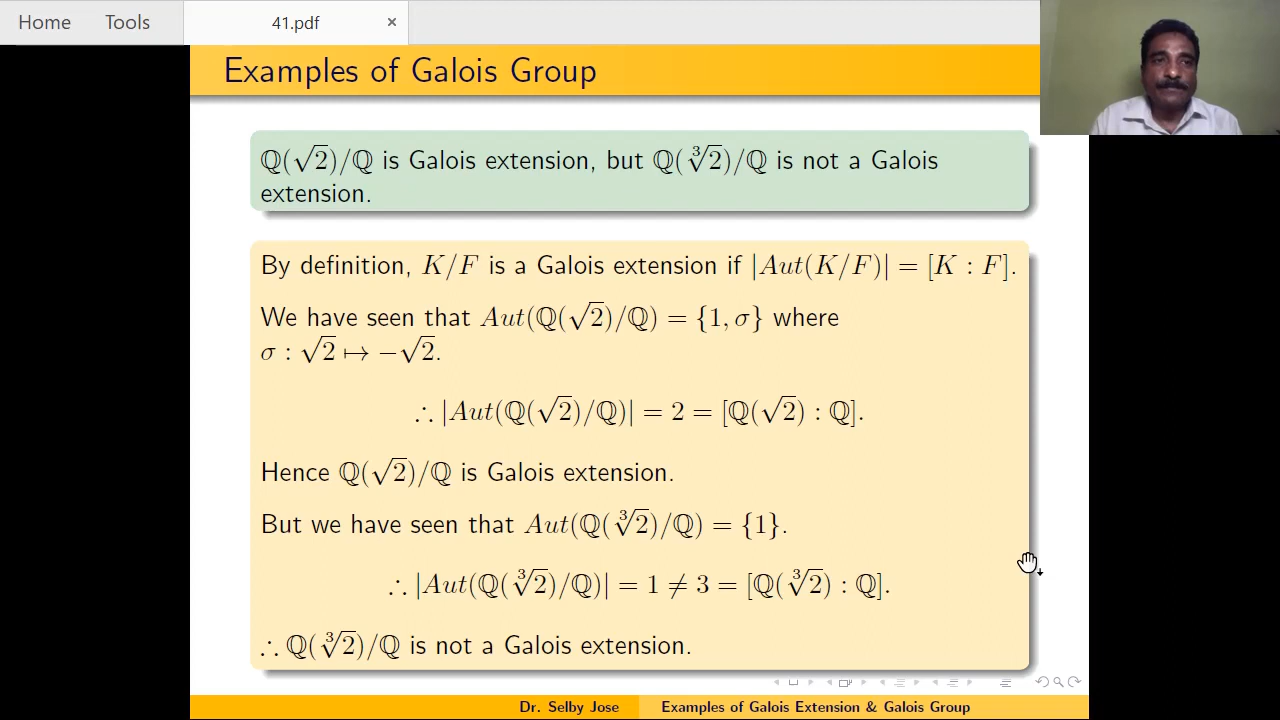 Home Tools 41.pdf ×
Examples of Galois Group
ℚ(√2)/ℚ is Galois extension, but ℚ(∛2)/ℚ is not a Galois
extension.
By definition, K/F is a Galois extension if |Aut(K/F)| = [K : F].
We have seen that Aut(ℚ(√2)/ℚ) = {1, σ} where
σ : √2 ↦ −√2.
∴ |Aut(ℚ(√2)/ℚ)| = 2 = [ℚ(√2) : ℚ].
Hence ℚ(√2)/ℚ is Galois extension.
But we have seen that Aut(ℚ(∛2)/ℚ) = {1}.
∴ |Aut(ℚ(∛2)/ℚ)| = 1 ≠ 3 = [ℚ(∛2) : ℚ].
∴ ℚ(∛2)/ℚ is not a Galois extension.
Dr. Selby Jose Examples of Galois Extension & Galois Group